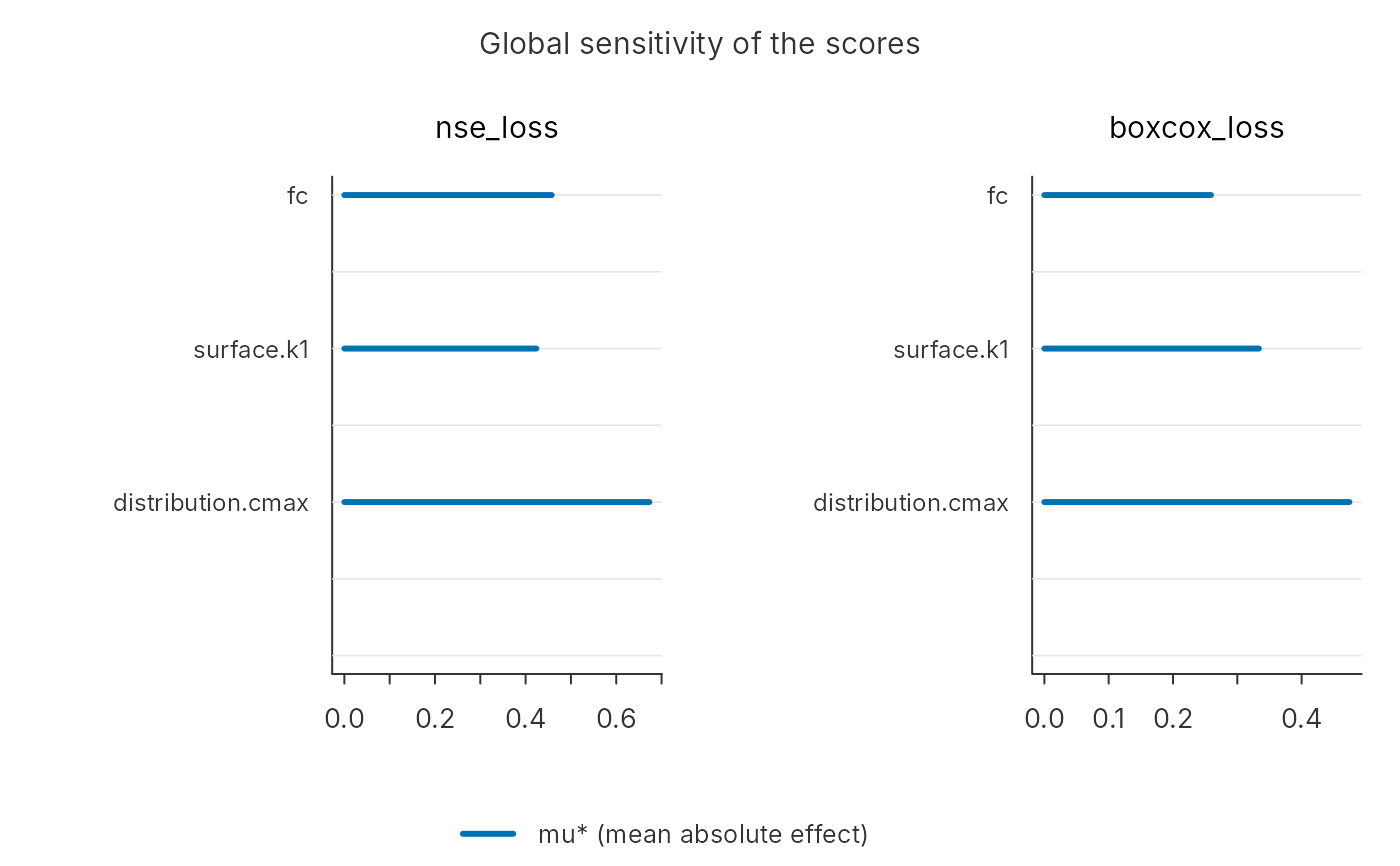 Global sensitivity of the scores
nse_loss
fc
surface.k1
distribution.cmax
0.0 0.2 0.4 0.6
boxcox_loss
fc
surface.k1
distribution.cmax
0.0 0.1 0.2 0.4
mu* (mean absolute effect)